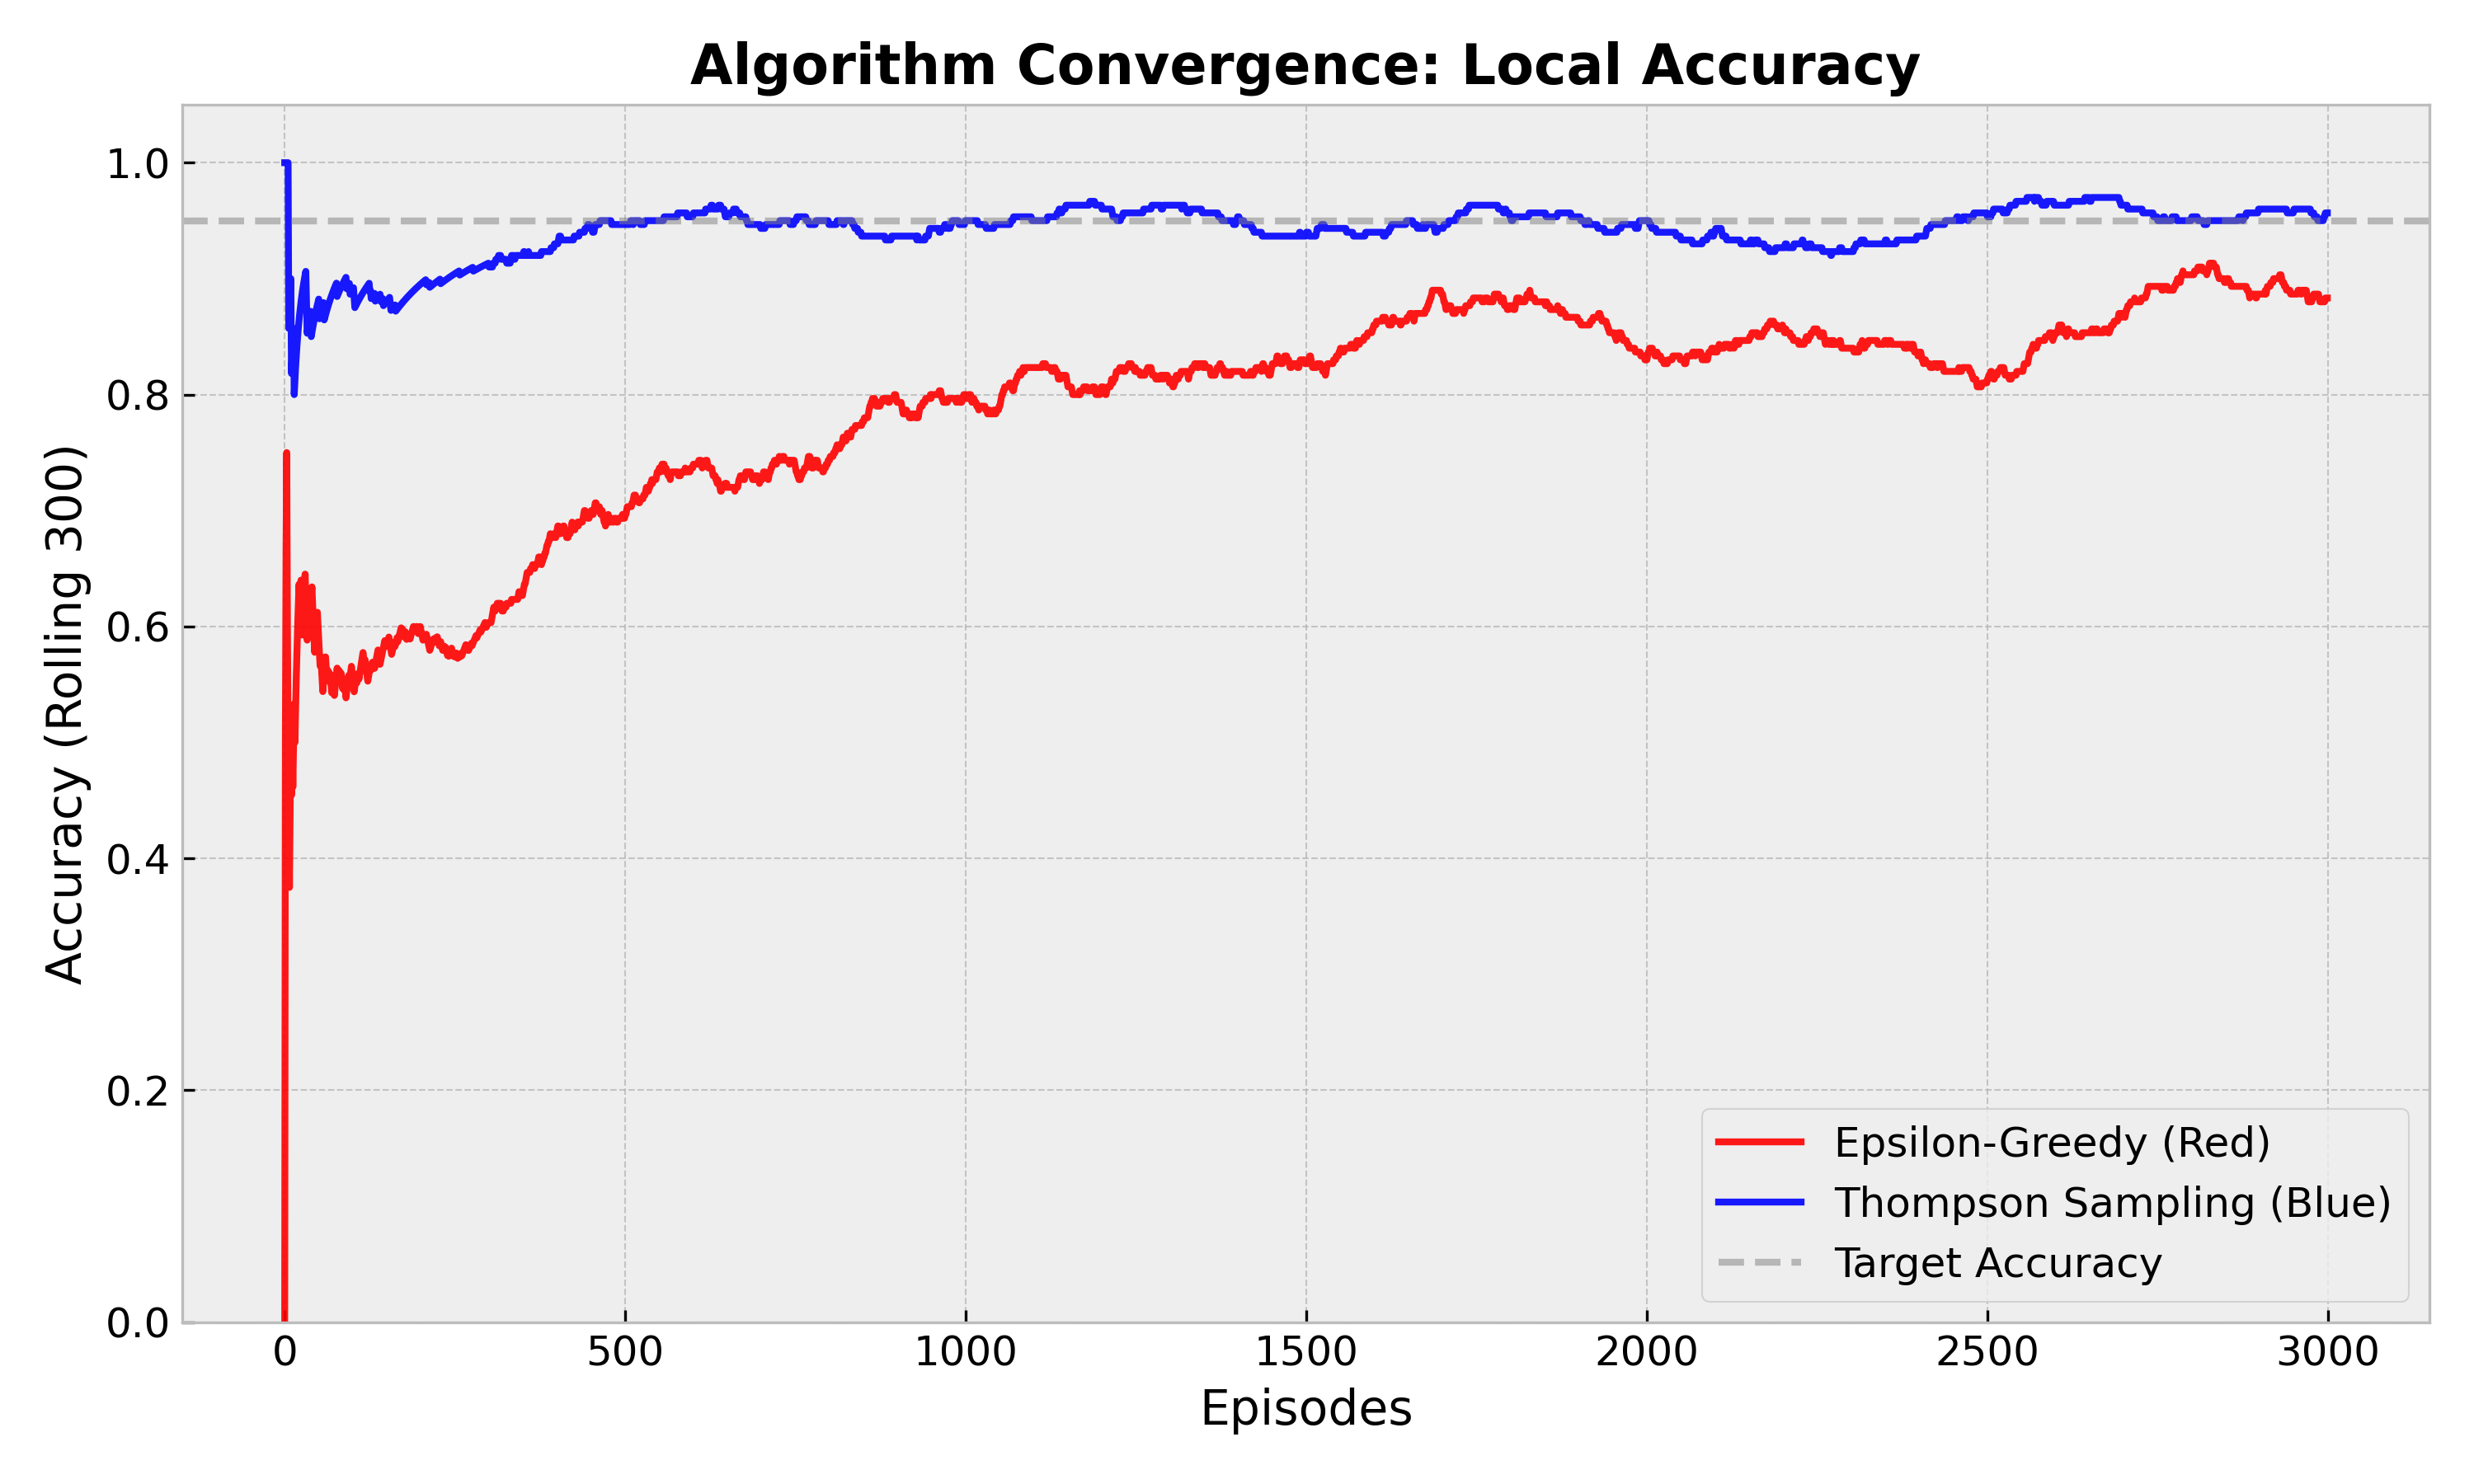 Algorithm Convergence: Local Accuracy
1.0
0.8
0.6
0.4
0.2
0.0
Accuracy (Rolling 300)
Epsilon-Greedy (Red)
Thompson Sampling (Blue)
Target Accuracy
0 500 1000 1500 2000 2500 3000
Episodes